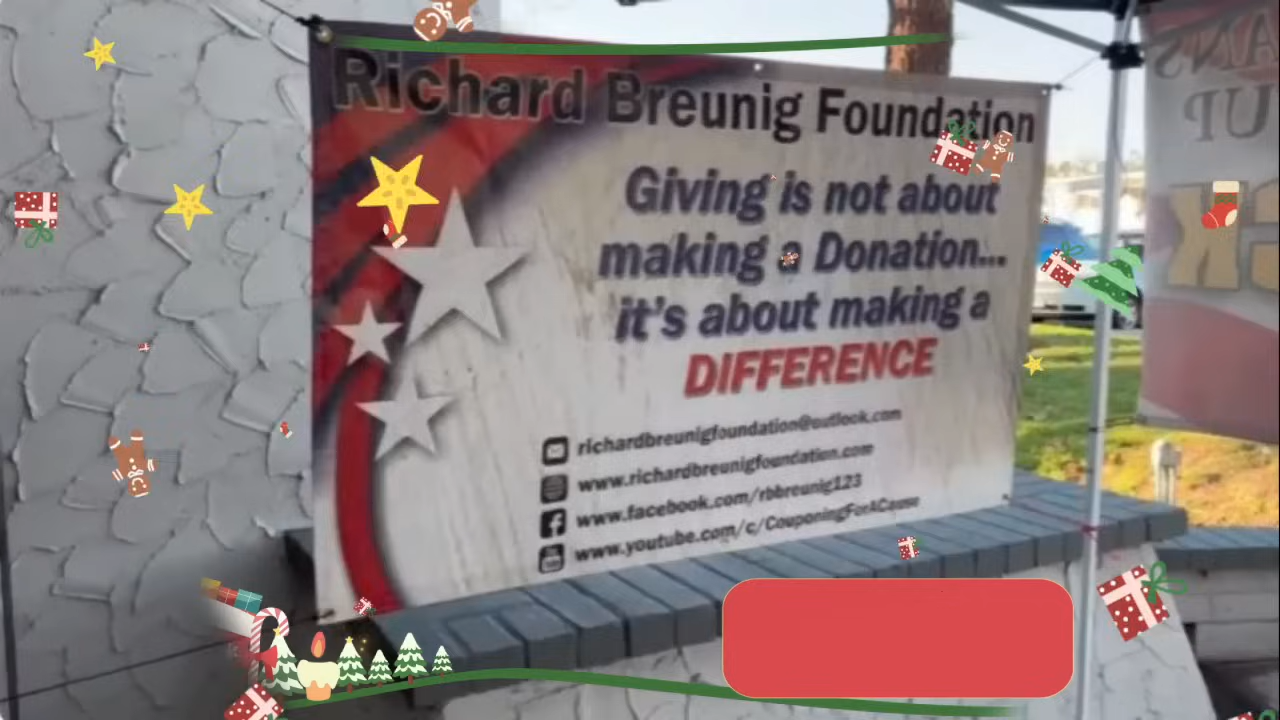 Richard Breunig Foundation
Giving is not about
making a Donation...
it's about making a
DIFFERENCE
richardbreunigfoundation@outlook.com
www.richardbreunigfoundation.com
www.facebook.com/rbbreunig123
www.youtube.com/c/CouponingForACause
UP